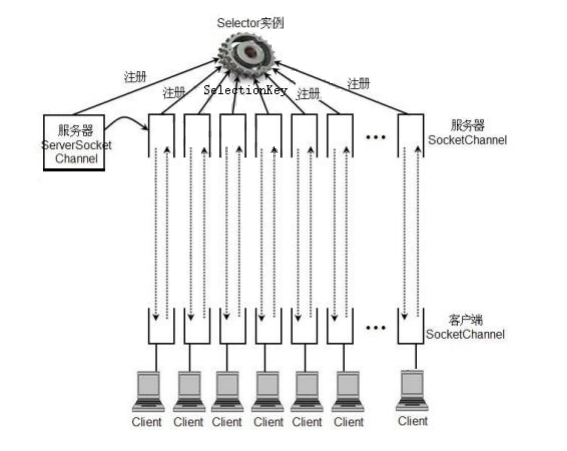 Selector实例
注册
注册
SelectionKey
注册
注册
服务器
ServerSocket
Channel
服务器
SocketChannel
•••
客户端
SocketChannel
•••
Client
Client
Client
Client
Client
Client
Client